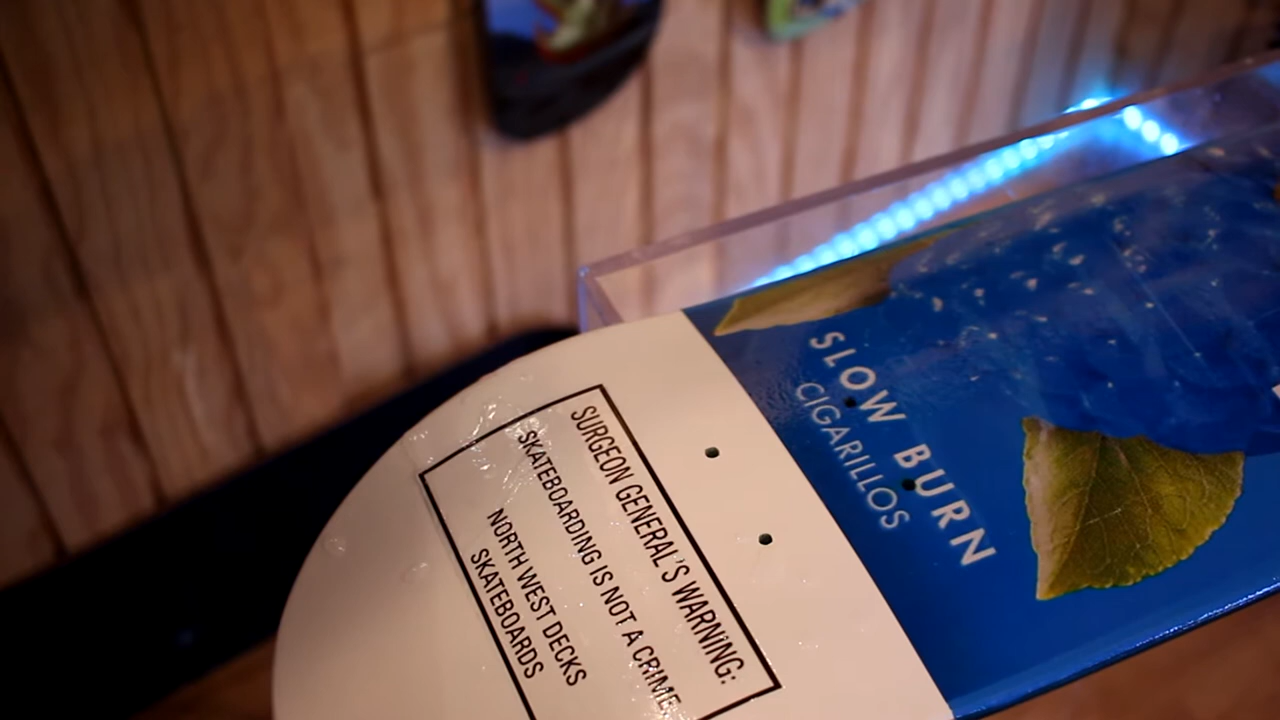 SURGEON GENERAL'S WARNING:
SKATEBOARDING IS NOT A CRIME.
NORTH WEST DECKS
SKATEBOARDS
SLOW BURN
CIGARILLOS